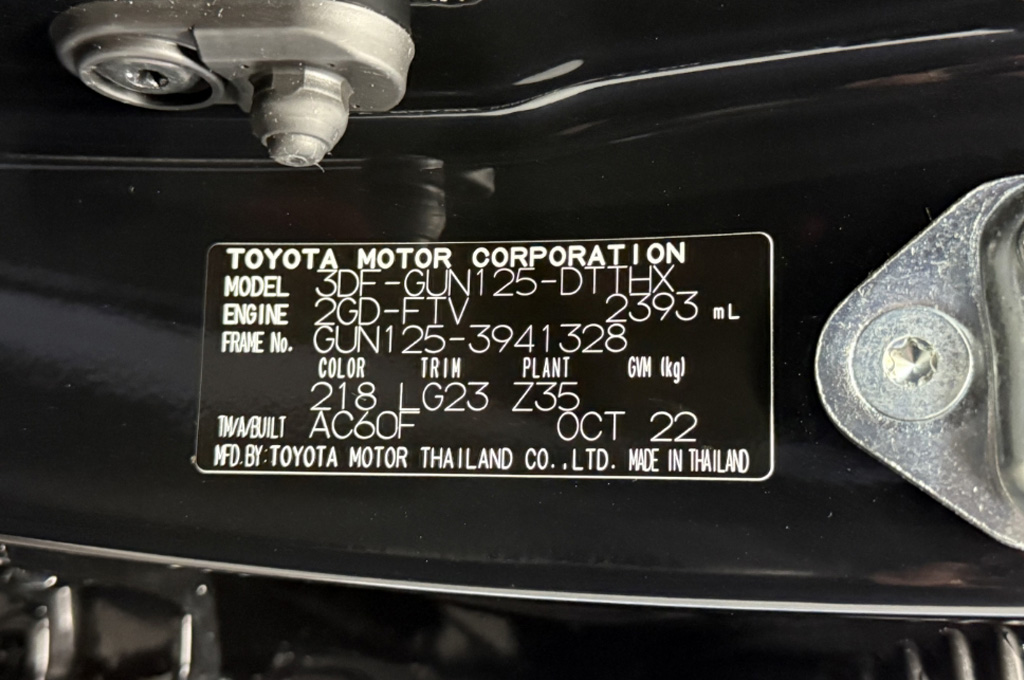 TOYOTA MOTOR CORPORATION
MODEL 3DF-GUN125-DTTHX
ENGINE 2GD-FTV 2393 mL
FRAME No. GUN125-3941328
COLOR TRIM PLANT GVM (kg)
218 LG23 Z35
TM/A/BUILT AC60F OCT 22
MFD.BY:TOYOTA MOTOR THAILAND CO.,LTD. MADE IN THAILAND